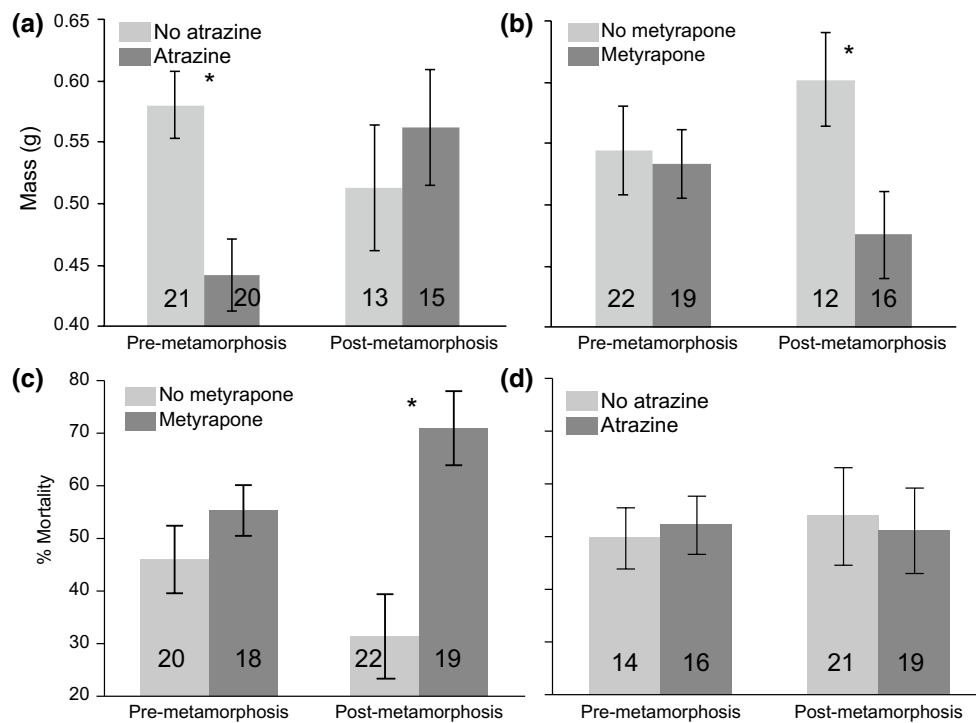 (a)
No atrazine
Atrazine
*
Mass (g)
0.65
0.60
0.55
0.50
0.45
0.40
21
20
13
15
Pre-metamorphosis
Post-metamorphosis
(b)
No metyrapone
Metyrapone
*
22
19
12
16
Pre-metamorphosis
Post-metamorphosis
(c)
No metyrapone
Metyrapone
*
% Mortality
80
70
60
50
40
30
20
20
18
22
19
Pre-metamorphosis
Post-metamorphosis
(d)
No atrazine
Atrazine
14
16
21
19
Pre-metamorphosis
Post-metamorphosis